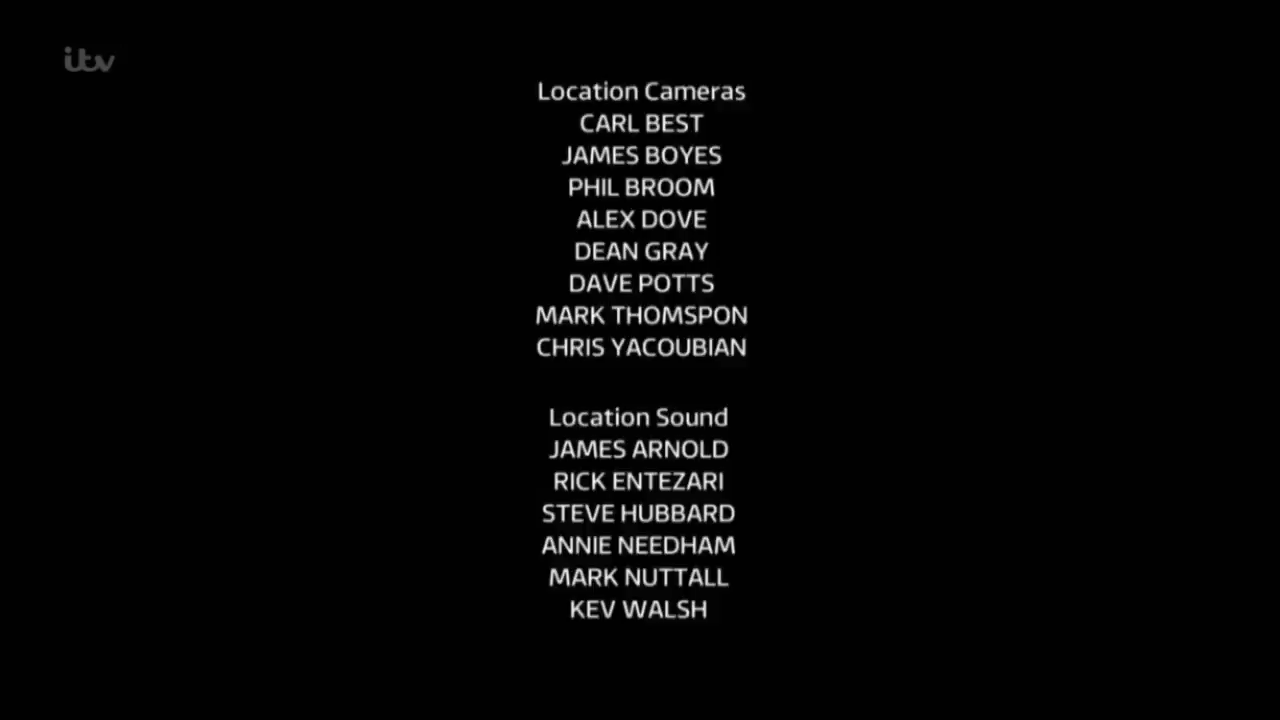 itv
Location Cameras
CARL BEST
JAMES BOYES
PHIL BROOM
ALEX DOVE
DEAN GRAY
DAVE POTTS
MARK THOMSPON
CHRIS YACOUBIAN
Location Sound
JAMES ARNOLD
RICK ENTEZARI
STEVE HUBBARD
ANNIE NEEDHAM
MARK NUTTALL
KEV WALSH